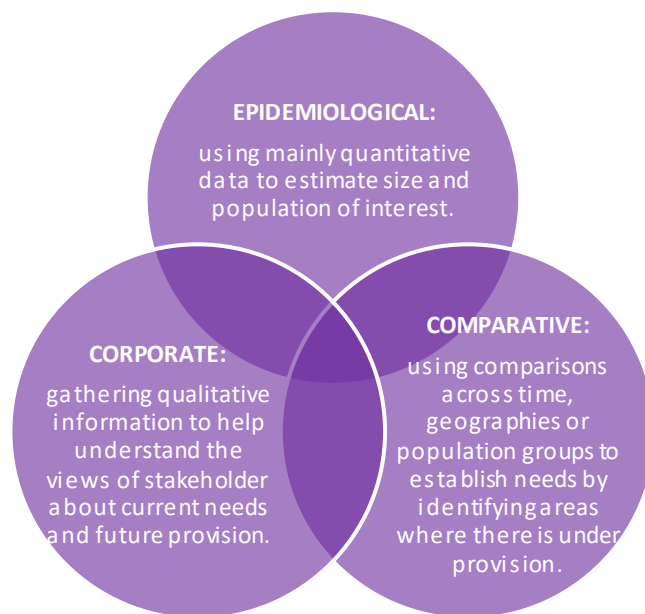 EPIDEMIOLOGICAL:
using mainly quantitative
data to estimate size and
population of interest.
CORPORATE:
gathering qualitative
information to help
understand the
views of stakeholder
about current needs
and future provision.
COMPARATIVE:
using comparisons
across time,
geographies or
population groups to
establish needs by
identifying areas
where there is under
provision.